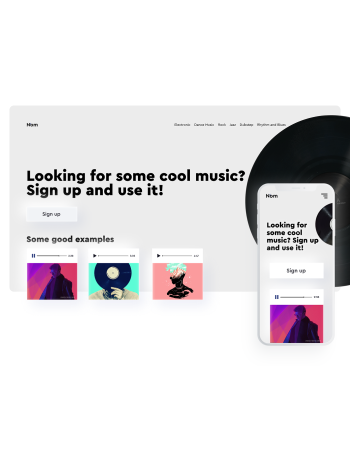 Nom
Electronic Dance Music Rock Jazz Dubstep Rhythm and Blues
Looking for some cool music?
Sign up and use it!
Sign up
Some good examples
Nom
Looking for
some cool
music? Sign up
and use it!
Sign up